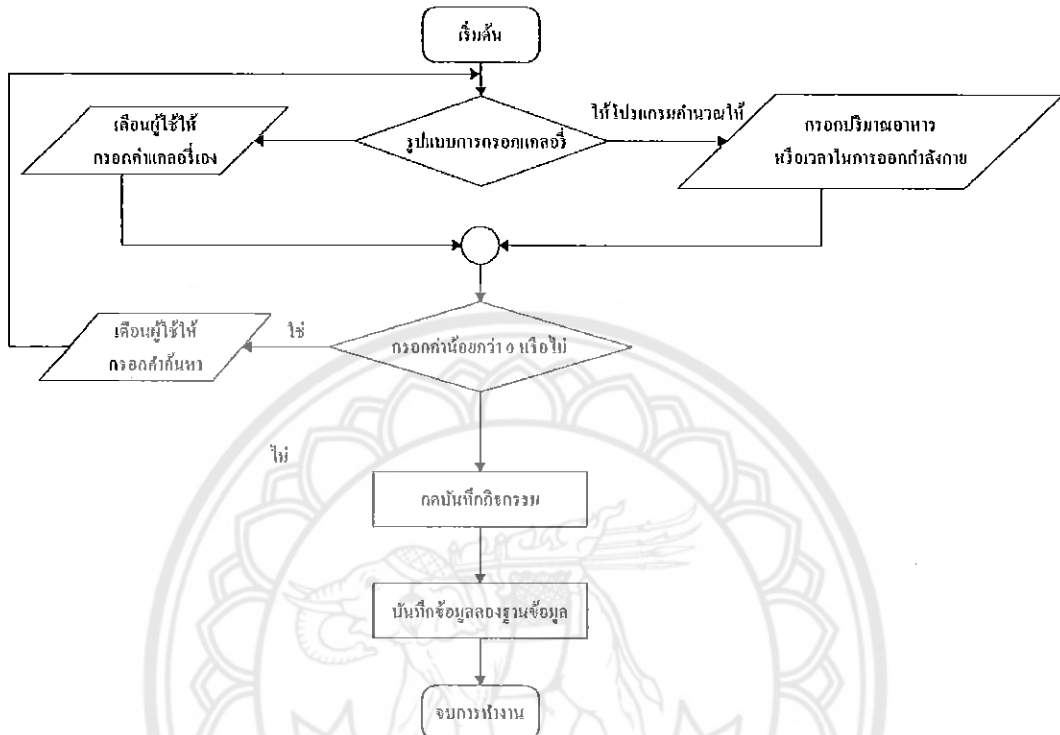 เริ่มต้น
เตือนผู้ใช้ให้
กรอกค่าแคลอรี่เอง
รูปแบบการกรอกแคลอรี่
ให้โปรแกรมคำนวณให้
กรอกปริมาณอาหาร
หรือเวลาในการออกกำลังกาย
เตือนผู้ใช้ให้
กรอกคำค้นหา
ใช่
กรอกค่าน้อยกว่า 0 หรือไม่
ไม่
กดบันทึกกิจกรรม
บันทึกข้อมูลลองฐานข้อมูล
จบการทำงาน